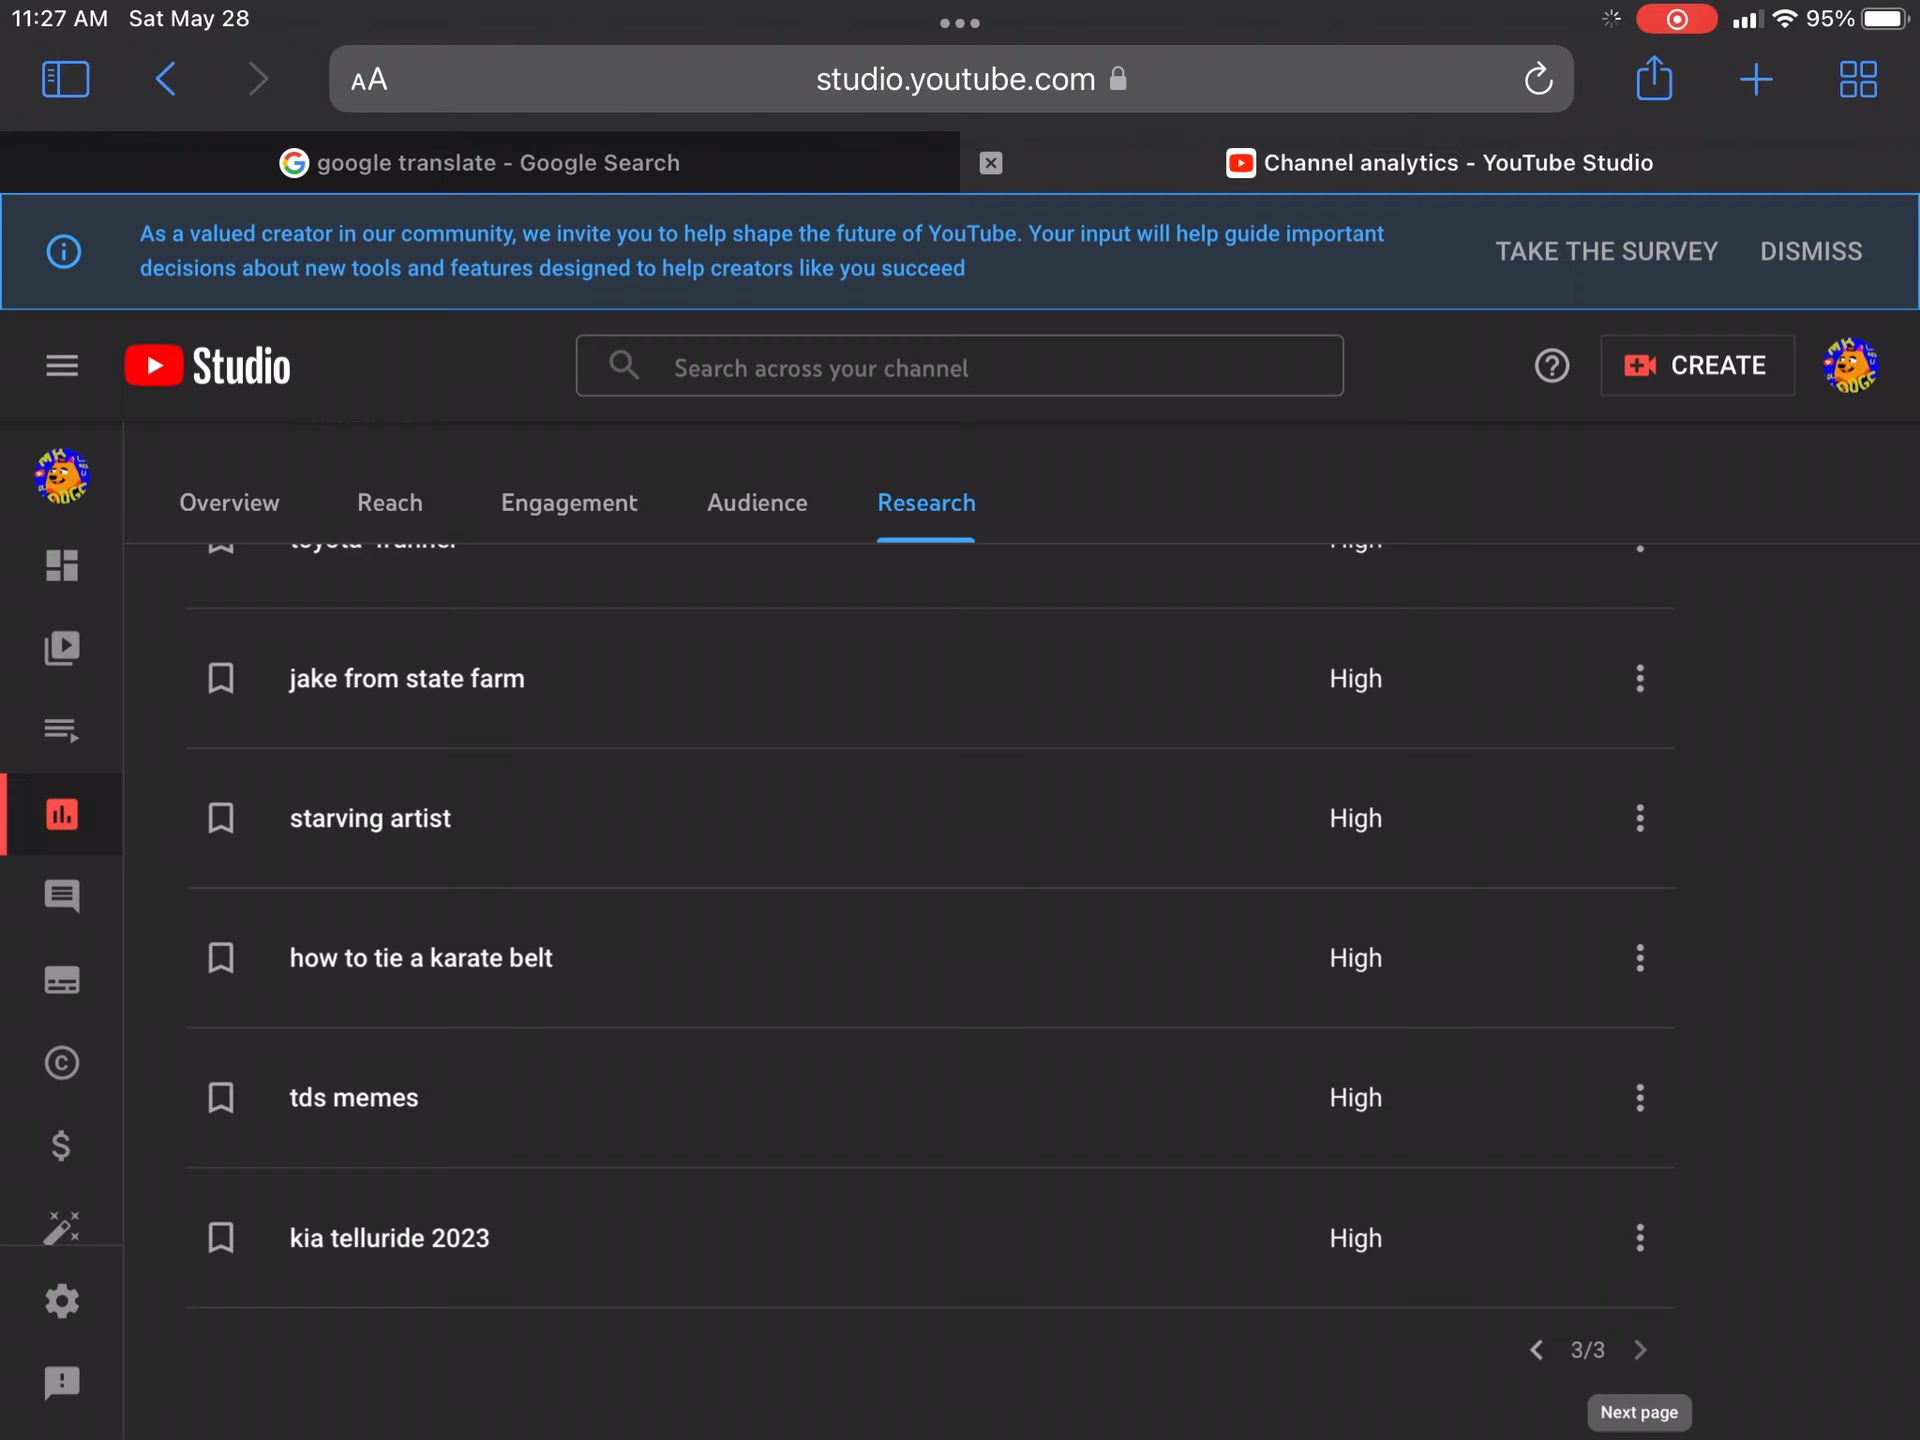 11:27 AM Sat May 28
95%
AA
studio.youtube.com
google translate - Google Search
Channel analytics - YouTube Studio
As a valued creator in our community, we invite you to help shape the future of YouTube. Your input will help guide important
decisions about new tools and features designed to help creators like you succeed
TAKE THE SURVEY
DISMISS
Studio
Search across your channel
CREATE
Overview
Reach
Engagement
Audience
Research
High
jake from state farm
High
starving artist
High
how to tie a karate belt
High
tds memes
High
kia telluride 2023
High
3/3
Next page